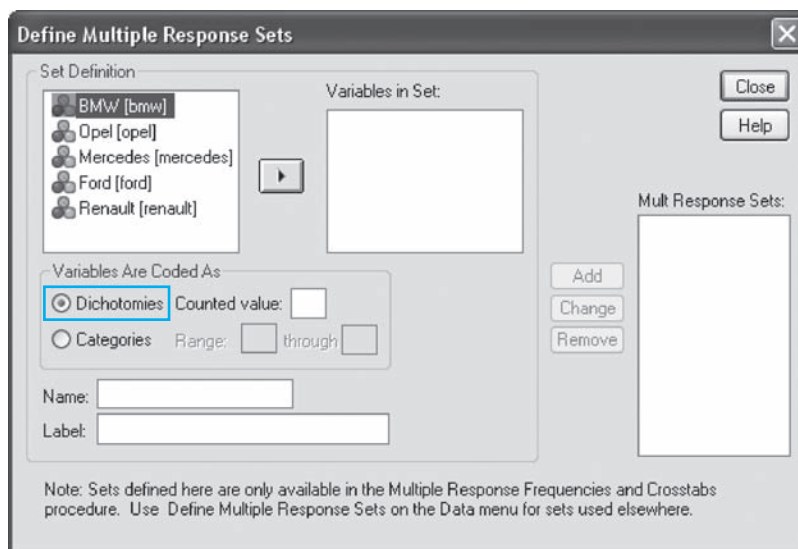 Define Multiple Response Sets
Set Definition
BMW [bmw]
Opel [opel]
Mercedes [mercedes]
Ford [ford]
Renault [renault]
Variables in Set:
Close
Help
Mult Response Sets:
Variables Are Coded As
Dichotomies Counted value:
Categories Range: through
Add
Change
Remove
Name:
Label:
Note: Sets defined here are only available in the Multiple Response Frequencies and Crosstabs
procedure. Use Define Multiple Response Sets on the Data menu for sets used elsewhere.